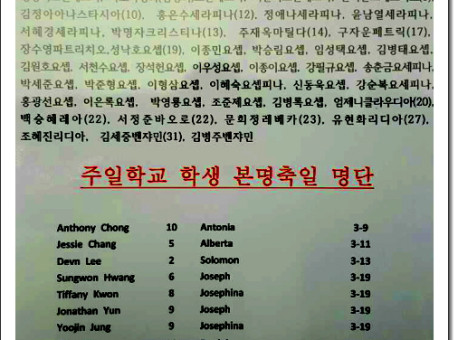 김정아아나스타시아(10), 홍은수세라피나(12), 정애나세라피나, 윤남열세라피나,
서혜경세라피나, 박명자크리스티나(13), 주재옥마틸다(14), 구자운페트릭(17),
장수영파트리치오,성낙호요셉(19), 이종민요셉, 박승림요셉, 임성택요셉, 김병태요셉,
김원호요셉, 서천수요셉, 장석헌요셉, 이우성요셉, 이종이요셉, 강필규요셉, 송춘금요세피나,
박세준요셉, 박준형요셉, 이형삼요셉, 이혜숙요셉피나, 신동욱요셉, 강순복요세피나,
홍광선요셉, 이은록요셉, 박영룡요셉, 조준제요셉, 김병록요셉, 엄제니클라우디아(20),
백승혜레아(22), 서정준바오로(22), 문희정레베카(23), 유현화리디아(27),
조혜진리디아, 김세중벤쟈민(31), 김병주벤쟈민
주일학교 학생 본명축일 명단
Anthony Chong 10 Antonia 3-9
Jessie Chang 5 Alberta 3-11
Devn Lee 2 Solomon 3-13
Sungwon Hwang 6 Joseph 3-19
Tiffany Kwon 8 Josephina 3-19
Jonathan Yun 9 Joseph 3-19
Yoojin Jung 9 Josephina 3-19